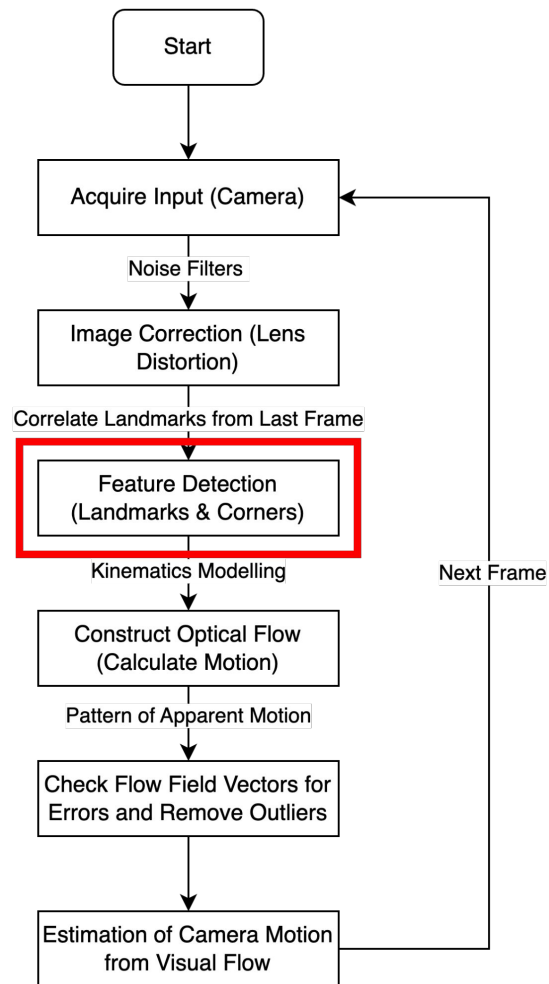 Start
Acquire Input (Camera)
Noise Filters
Image Correction (Lens
Distortion)
Correlate Landmarks from Last Frame
Feature Detection
(Landmarks & Corners)
Kinematics Modelling
Next Frame
Construct Optical Flow
(Calculate Motion)
Pattern of Apparent Motion
Check Flow Field Vectors for
Errors and Remove Outliers
Estimation of Camera Motion
from Visual Flow